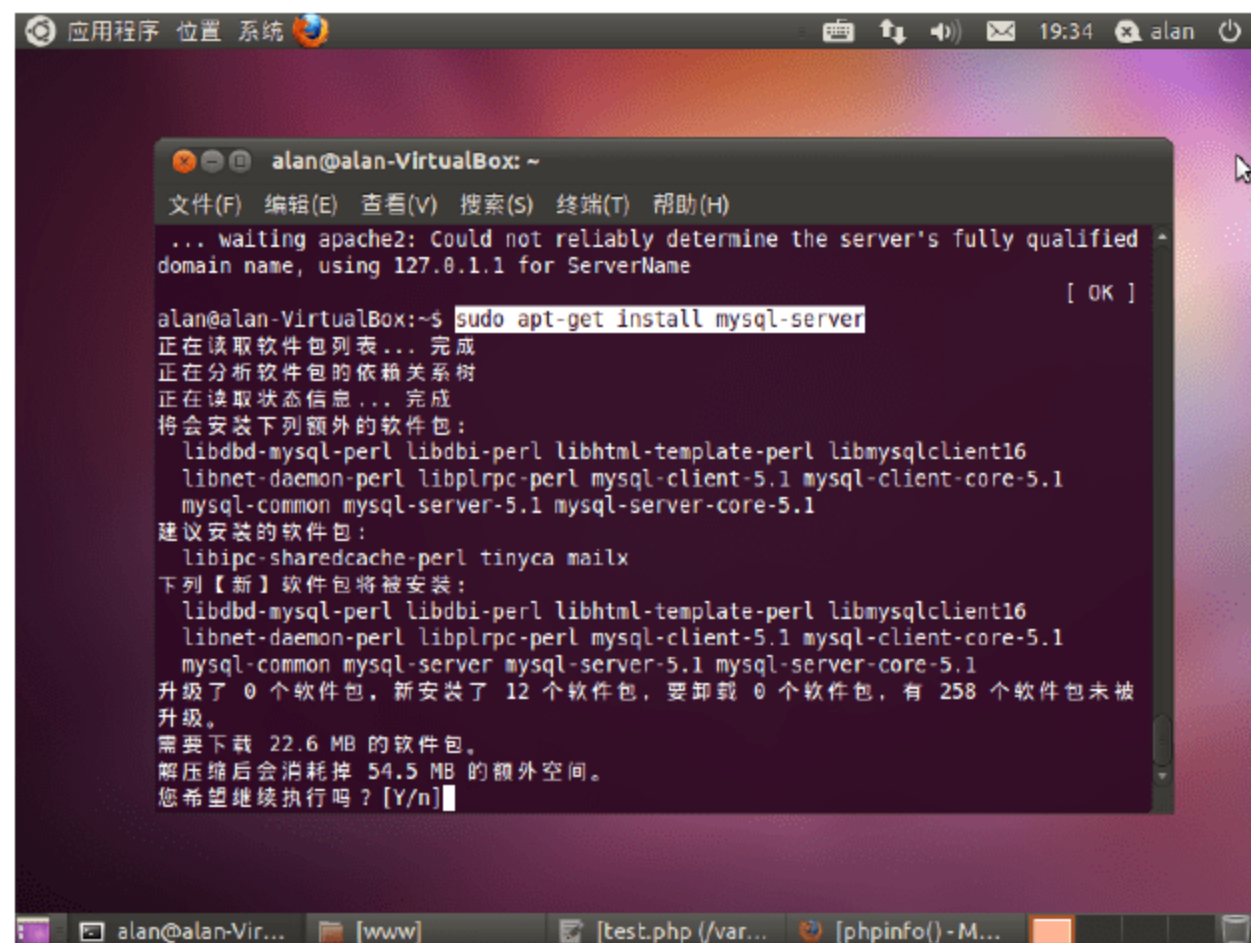 应用程序 位置 系统 19:34 alan
alan@alan-VirtualBox: ~
文件(F) 编辑(E) 查看(V) 搜索(S) 终端(T) 帮助(H)
... waiting apache2: Could not reliably determine the server's fully qualified
domain name, using 127.0.1.1 for ServerName
[ OK ]
alan@alan-VirtualBox:~$ sudo apt-get install mysql-server
正在读取软件包列表... 完成
正在分析软件包的依赖关系树
正在读取状态信息... 完成
将会安装下列额外的软件包：
libdbd-mysql-perl libdbi-perl libhtml-template-perl libmysqlclient16
libnet-daemon-perl libplrpc-perl mysql-client-5.1 mysql-client-core-5.1
mysql-common mysql-server-5.1 mysql-server-core-5.1
建议安装的软件包：
libipc-sharedcache-perl tinyca mailx
下列【新】软件包将被安装：
libdbd-mysql-perl libdbi-perl libhtml-template-perl libmysqlclient16
libnet-daemon-perl libplrpc-perl mysql-client-5.1 mysql-client-core-5.1
mysql-common mysql-server mysql-server-5.1 mysql-server-core-5.1
升级了 0 个软件包，新安装了 12 个软件包，要卸载 0 个软件包，有 258 个软件包未被
升级。
需要下载 22.6 MB 的软件包。
解压缩后会消耗掉 54.5 MB 的额外空间。
您希望继续执行吗？[Y/n]
alan@alan-Vir... [www] [test.php (/var... [phpinfo() - M...